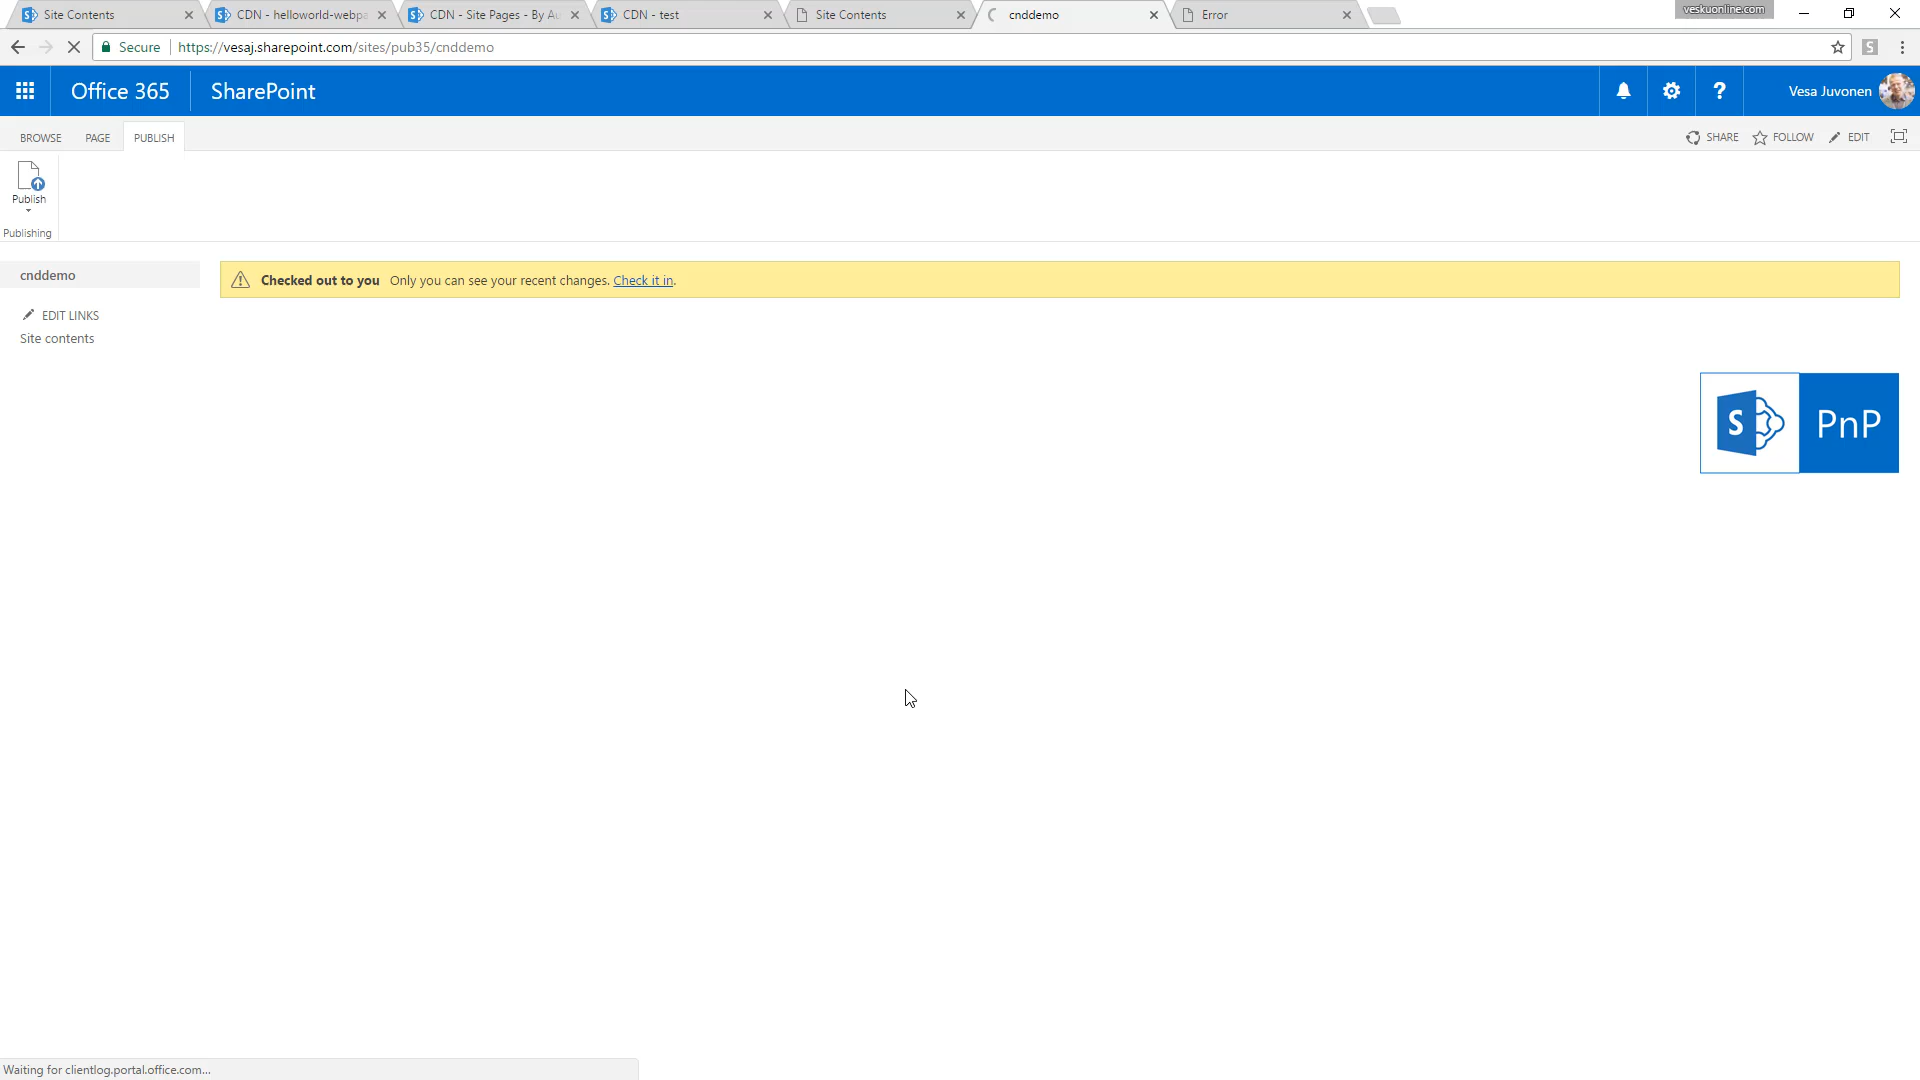 Site Contents
CDN - helloworld-webpa
CDN - Site Pages - By Au
CDN - test
Site Contents
cnddemo
Error
veskuonline.com
Secure
https://vesaj.sharepoint.com/sites/pub35/cnddemo
S
Office 365
SharePoint
?
Vesa Juvonen
BROWSE
PAGE
PUBLISH
SHARE
FOLLOW
EDIT
Publish
Publishing
cnddemo
Checked out to you Only you can see your recent changes. Check it in.
EDIT LINKS
Site contents
S
PnP
Waiting for clientlog.portal.office.com...